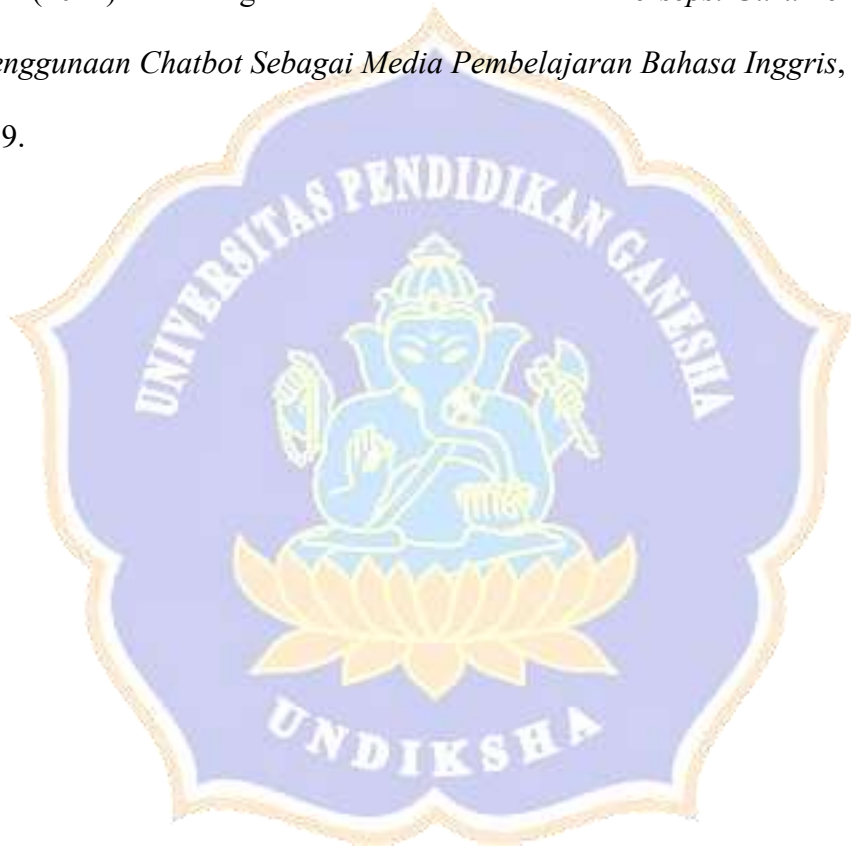 enggunaan Chatbot Sebagai Media Pembelajaran Bahasa Inggris,
9.
UNIVERSITAS PENDIDIKAN GANESHA
UNDIKSHA